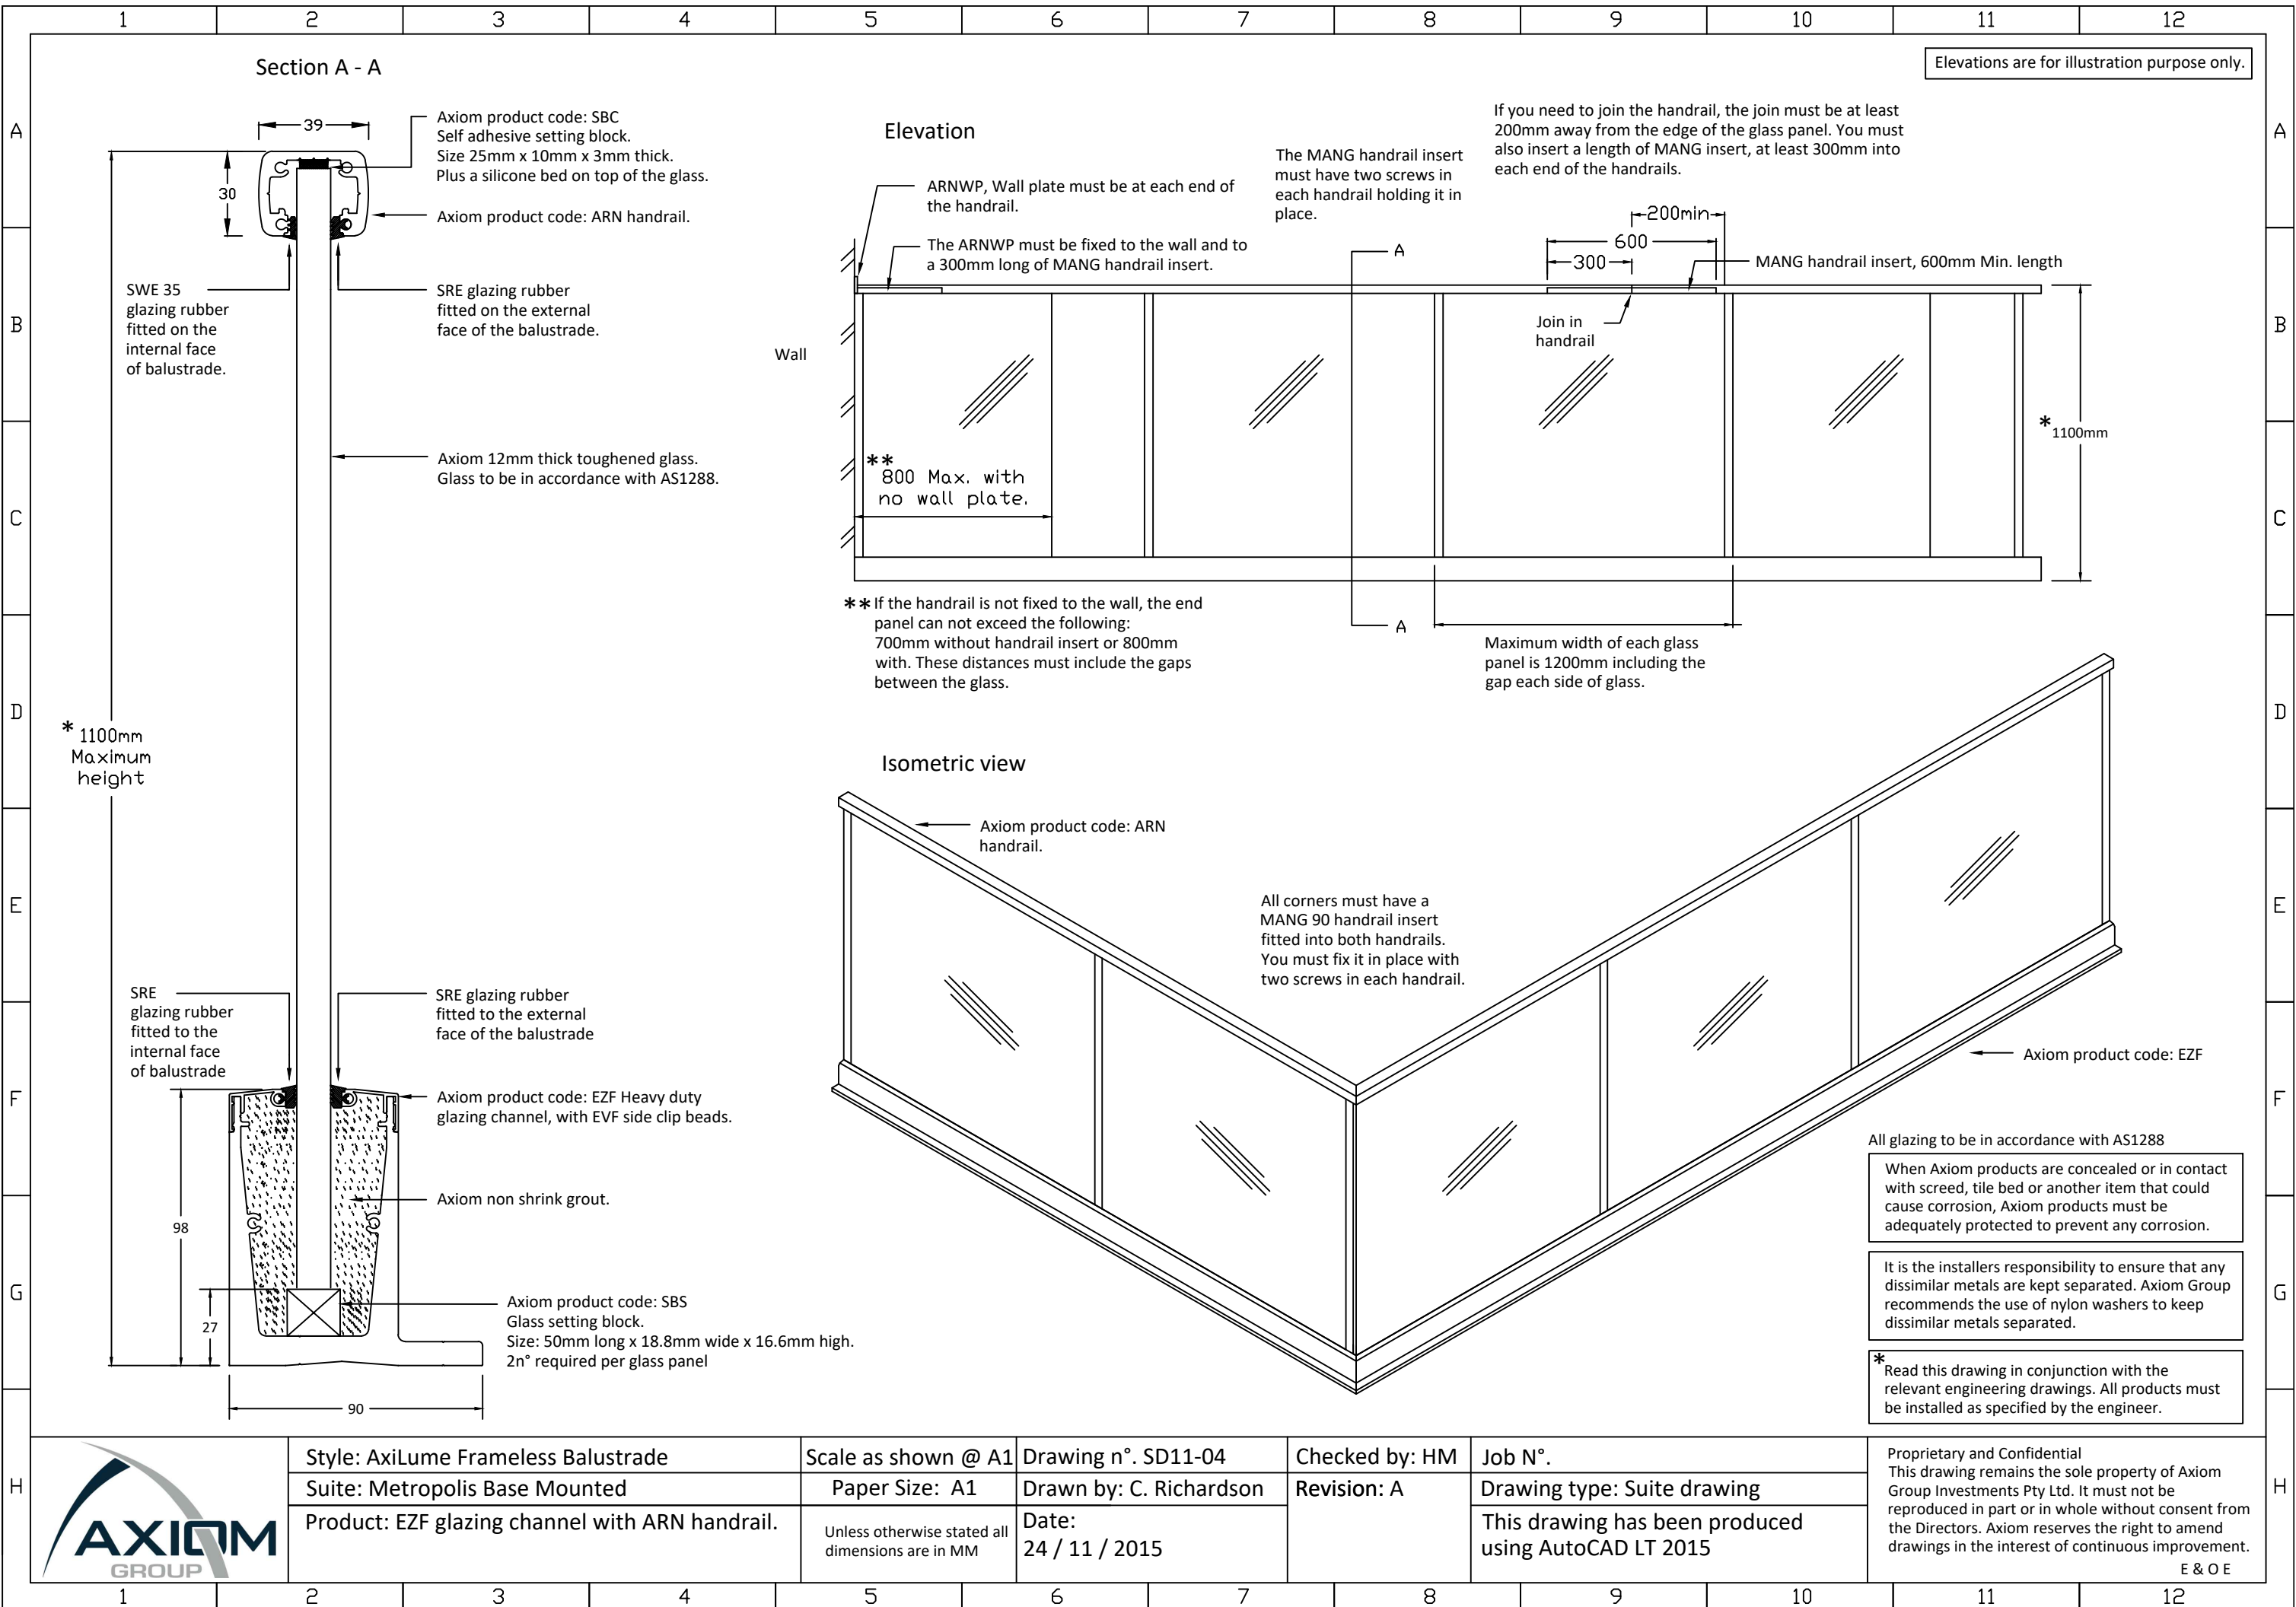 1 2 3 4 5 6 7 8 9 10 11 12
A
B
C
D
E
F
G
H
A
B
C
D
E
F
G
H
Section A - A
39
30
Axiom product code: SBC
Self adhesive setting block.
Size 25mm x 10mm x 3mm thick.
Plus a silicone bed on top of the glass.
Axiom product code: ARN handrail.
SWE 35
glazing rubber
fitted on the
internal face
of balustrade.
SRE glazing rubber
fitted on the external
face of the balustrade.
Axiom 12mm thick toughened glass.
Glass to be in accordance with AS1288.
* 1100mm
Maximum
height
SRE
glazing rubber
fitted to the
internal face
of balustrade
SRE glazing rubber
fitted to the external
face of the balustrade
Axiom product code: EZF Heavy duty
glazing channel, with EVF side clip beads.
Axiom non shrink grout.
98
27
90
Axiom product code: SBS
Glass setting block.
Size: 50mm long x 18.8mm wide x 16.6mm high.
2n° required per glass panel
Elevations are for illustration purpose only.
Elevation
ARNWP, Wall plate must be at each end of
the handrail.
The ARNWP must be fixed to the wall and to
a 300mm long of MANG handrail insert.
The MANG handrail insert
must have two screws in
each handrail holding it in
place.
If you need to join the handrail, the join must be at least
200mm away from the edge of the glass panel. You must
also insert a length of MANG insert, at least 300mm into
each end of the handrails.
200min
600
300
A
MANG handrail insert, 600mm Min. length
Join in
handrail
Wall
**
800 Max. with
no wall plate.
* 1100mm
A
** If the handrail is not fixed to the wall, the end
panel can not exceed the following:
700mm without handrail insert or 800mm
with. These distances must include the gaps
between the glass.
Maximum width of each glass
panel is 1200mm including the
gap each side of glass.
Isometric view
Axiom product code: ARN
handrail.
All corners must have a
MANG 90 handrail insert
fitted into both handrails.
You must fix it in place with
two screws in each handrail.
Axiom product code: EZF
All glazing to be in accordance with AS1288
When Axiom products are concealed or in contact
with screed, tile bed or another item that could
cause corrosion, Axiom products must be
adequately protected to prevent any corrosion.
It is the installers responsibility to ensure that any
dissimilar metals are kept separated. Axiom Group
recommends the use of nylon washers to keep
dissimilar metals separated.
* Read this drawing in conjunction with the
relevant engineering drawings. All products must
be installed as specified by the engineer.
AXIOM
GROUP
Style: AxiLume Frameless Balustrade
Suite: Metropolis Base Mounted
Product: EZF glazing channel with ARN handrail.
Scale as shown @ A1
Paper Size: A1
Unless otherwise stated all
dimensions are in MM
Drawing n°. SD11-04
Drawn by: C. Richardson
Date:
24 / 11 / 2015
Checked by: HM
Revision: A
Job N°.
Drawing type: Suite drawing
This drawing has been produced
using AutoCAD LT 2015
Proprietary and Confidential
This drawing remains the sole property of Axiom
Group Investments Pty Ltd. It must not be
reproduced in part or in whole without consent from
the Directors. Axiom reserves the right to amend
drawings in the interest of continuous improvement.
E & O E
1 2 3 4 5 6 7 8 9 10 11 12